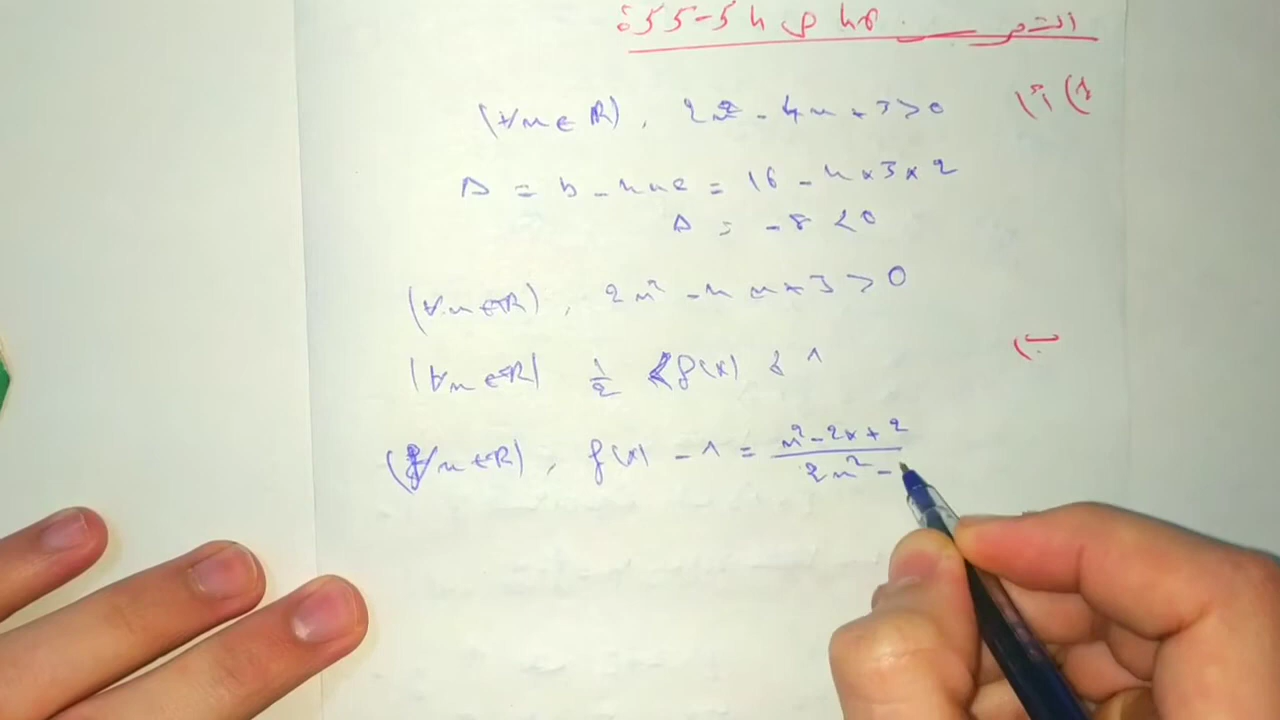 (∀x∈ℝ), 2x² - 4x + 3 > 0 (1) أ)
Δ = b - 4ac = 16 - 4×3×2
Δ = -8 < 0
(∀x∈ℝ), 2x² - 4x + 3 > 0
(∀x∈ℝ) 1/2 < f(x) ≤ 1 ب)
(∀x∈ℝ), f(x) - 1 = x² - 2x + 2 / 2x² -